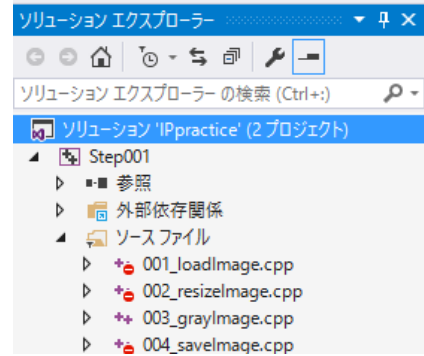 ソリューション エクスプローラー
ソリューション エクスプローラー の検索 (Ctrl+:)
ソリューション 'IPpractice' (2 プロジェクト)
Step001
参照
外部依存関係
ソース ファイル
001_loadImage.cpp
002_resizeImage.cpp
003_grayImage.cpp
004_saveImage.cpp